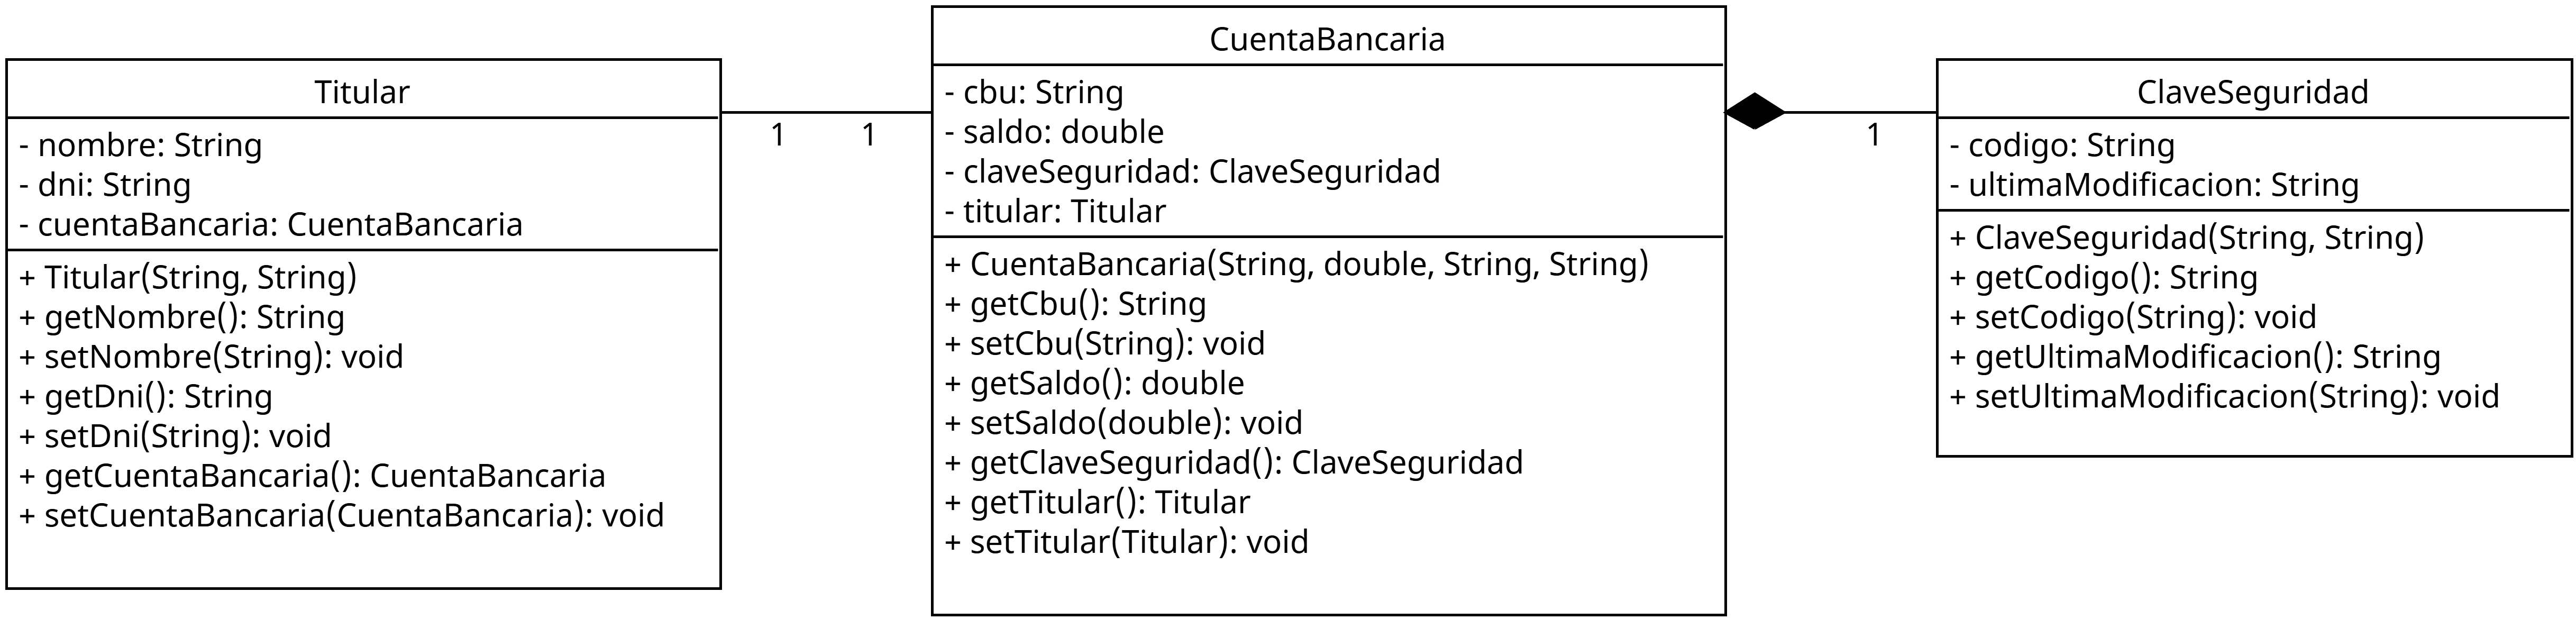 Titular
- nombre: String
- dni: String
- cuentaBancaria: CuentaBancaria
+ Titular(String, String)
+ getNombre(): String
+ setNombre(String): void
+ getDni(): String
+ setDni(String): void
+ getCuentaBancaria(): CuentaBancaria
+ setCuentaBancaria(CuentaBancaria): void
1
1
CuentaBancaria
- cbu: String
- saldo: double
- claveSeguridad: ClaveSeguridad
- titular: Titular
+ CuentaBancaria(String, double, String, String)
+ getCbu(): String
+ setCbu(String): void
+ getSaldo(): double
+ setSaldo(double): void
+ getClaveSeguridad(): ClaveSeguridad
+ getTitular(): Titular
+ setTitular(Titular): void
1
ClaveSeguridad
- codigo: String
- ultimaModificacion: String
+ ClaveSeguridad(String, String)
+ getCodigo(): String
+ setCodigo(String): void
+ getUltimaModificacion(): String
+ setUltimaModificacion(String): void